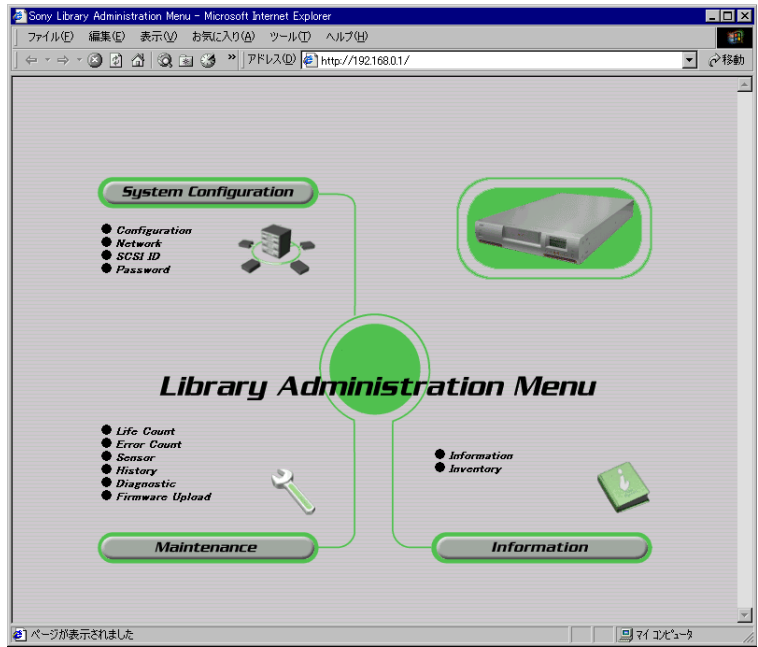 Sony Library Administration Menu - Microsoft Internet Explorer
ファイル(F) 編集(E) 表示(V) お気に入り(A) ツール(T) ヘルプ(H)
アドレス(D) http://192.168.0.1/ 移動
System Configuration
Configuration
Network
SCSI ID
Password
Library Administration Menu
Life Count
Error Count
Sensor
History
Diagnostic
Firmware Upload
Information
Inventory
Maintenance
Information
ページが表示されました マイ コンピュータ